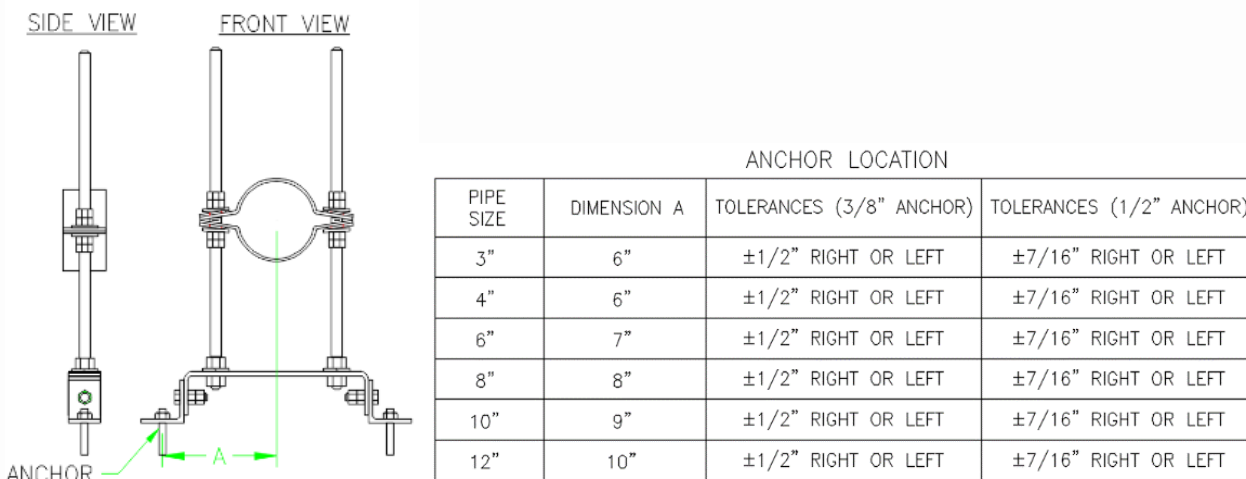 SIDE VIEW
FRONT VIEW
A
ANCHOR
ANCHOR LOCATION
PIPE SIZE DIMENSION A TOLERANCES (3/8" ANCHOR) TOLERANCES (1/2" ANCHOR)
3" 6" ±1/2" RIGHT OR LEFT ±7/16" RIGHT OR LEFT
4" 6" ±1/2" RIGHT OR LEFT ±7/16" RIGHT OR LEFT
6" 7" ±1/2" RIGHT OR LEFT ±7/16" RIGHT OR LEFT
8" 8" ±1/2" RIGHT OR LEFT ±7/16" RIGHT OR LEFT
10" 9" ±1/2" RIGHT OR LEFT ±7/16" RIGHT OR LEFT
12" 10" ±1/2" RIGHT OR LEFT ±7/16" RIGHT OR LEFT